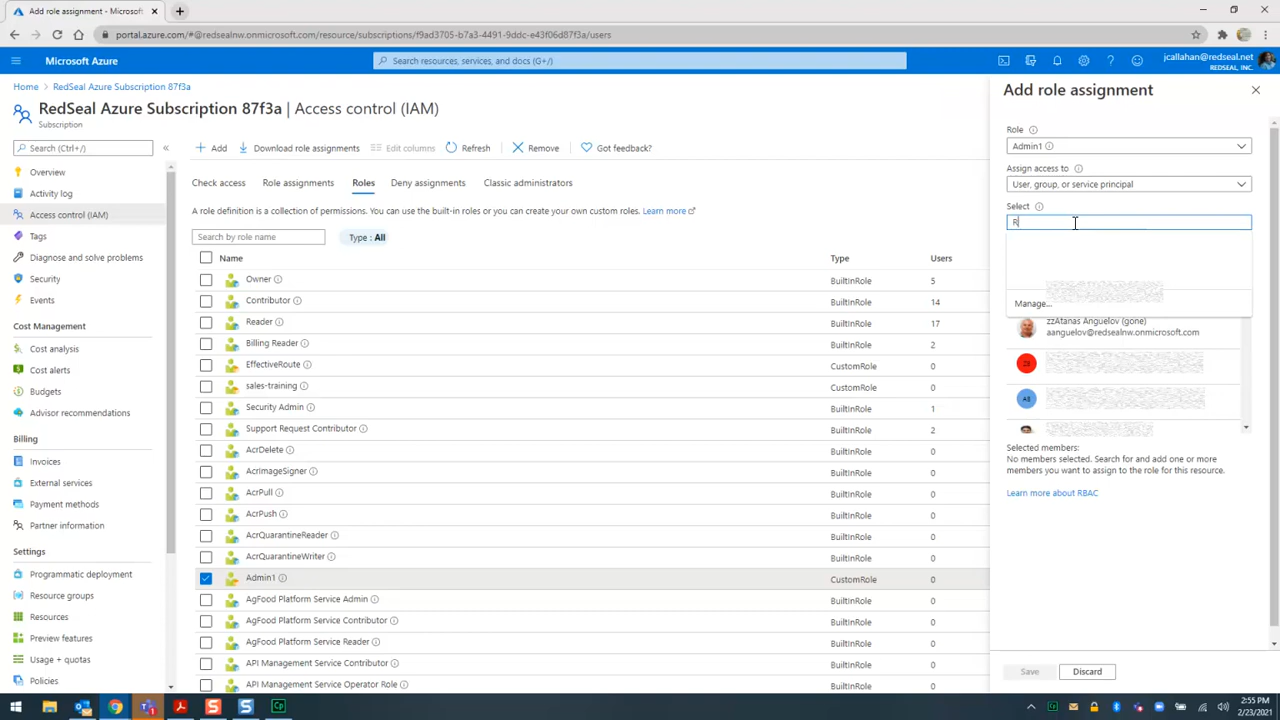 Add role assignment - Microsoft
portal.azure.com/#@redsealnw.onmicrosoft.com/resource/subscriptions/f9ad3705-b7a3-4491-9ddc-e43f06d87f3a/users
Microsoft Azure
Search resources, services, and docs (G+/)
jcallahan@redseal.net
REDSEAL, INC.
Home > RedSeal Azure Subscription 87f3a >
RedSeal Azure Subscription 87f3a | Access control (IAM)
Subscription
Search (Ctrl+/)
«
Overview
Activity log
Access control (IAM)
Tags
Diagnose and solve problems
Security
Events
Cost Management
Cost analysis
Cost alerts
Budgets
Advisor recommendations
Billing
Invoices
External services
Payment methods
Partner information
Settings
Programmatic deployment
Resource groups
Resources
Preview features
Usage + quotas
Policies
Add
Download role assignments
Edit columns
Refresh
Remove
Got feedback?
Check access
Role assignments
Roles
Deny assignments
Classic administrators
A role definition is a collection of permissions. You can use the built-in roles or you can create your own custom roles. Learn more
Search by role name
Type : All
Name Type Users
Owner BuiltInRole 5
Contributor BuiltInRole 14
Reader BuiltInRole 17
Billing Reader BuiltInRole 2
EffectiveRoute CustomRole 0
sales-training CustomRole 0
Security Admin BuiltInRole 1
Support Request Contributor BuiltInRole 2
AcrDelete BuiltInRole 0
AcrImageSigner BuiltInRole 0
AcrPull BuiltInRole 0
AcrPush BuiltInRole 0
AcrQuarantineReader BuiltInRole 0
AcrQuarantineWriter BuiltInRole 0
Admin1 CustomRole 0
AgFood Platform Service Admin BuiltInRole 0
AgFood Platform Service Contributor BuiltInRole 0
AgFood Platform Service Reader BuiltInRole 0
API Management Service Contributor BuiltInRole 0
API Management Service Operator Role BuiltInRole 0
Add role assignment
Role
Admin1
Assign access to
User, group, or service principal
Select
R
Manage...
zzAtanas Anguelov (gone)
aanguelov@redsealnw.onmicrosoft.com
AB
Selected members:
No members selected. Search for and add one or more
members you want to assign to the role for this resource.
Learn more about RBAC
Save
Discard
2:55 PM
2/23/2021